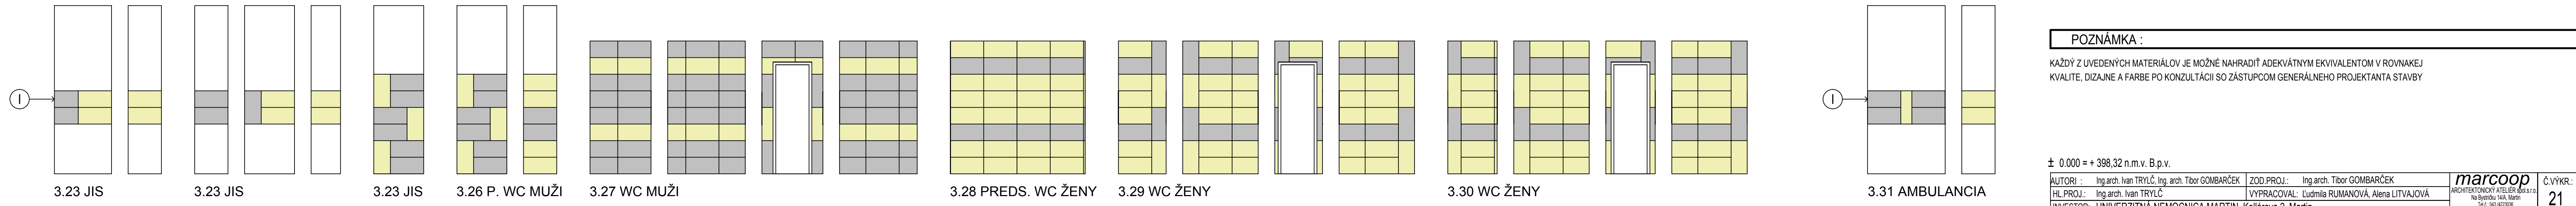 I
3.23 JIS
3.23 JIS
3.23 JIS
3.26 P. WC MUŽI
3.27 WC MUŽI
3.28 PREDS. WC ŽENY
3.29 WC ŽENY
3.30 WC ŽENY
I
3.31 AMBULANCIA
POZNÁMKA :
KAŽDÝ Z UVEDENÝCH MATERIÁLOV JE MOŽNÉ NAHRADIŤ ADEKVÁTNYM EKVIVALENTOM V ROVNAKEJ
KVALITE, DIZAJNE A FARBE PO KONZULTÁCII SO ZÁSTUPCOM GENERÁLNEHO PROJEKTANTA STAVBY
± 0.000 = + 398,32 n.m.v. B.p.v.
AUTORI : Ing.arch. Ivan TRYLČ, Ing. arch. Tibor GOMBARČEK
ZOD.PROJ.: Ing.arch. Tibor GOMBARČEK
HL.PROJ.: Ing.arch. Ivan TRYLČ
VYPRACOVAL: Ľudmila RUMANOVÁ, Alena LITVAJOVÁ
INVESTOR: UNIVERZITNÁ NEMOCNICA MARTIN, Kollárova 2, Martin
marcoop
ARCHITEKTONICKÝ ATELIÉR spol.s r.o.
Na Bystričku 14/A, Martin
Č.VÝKR.:
21